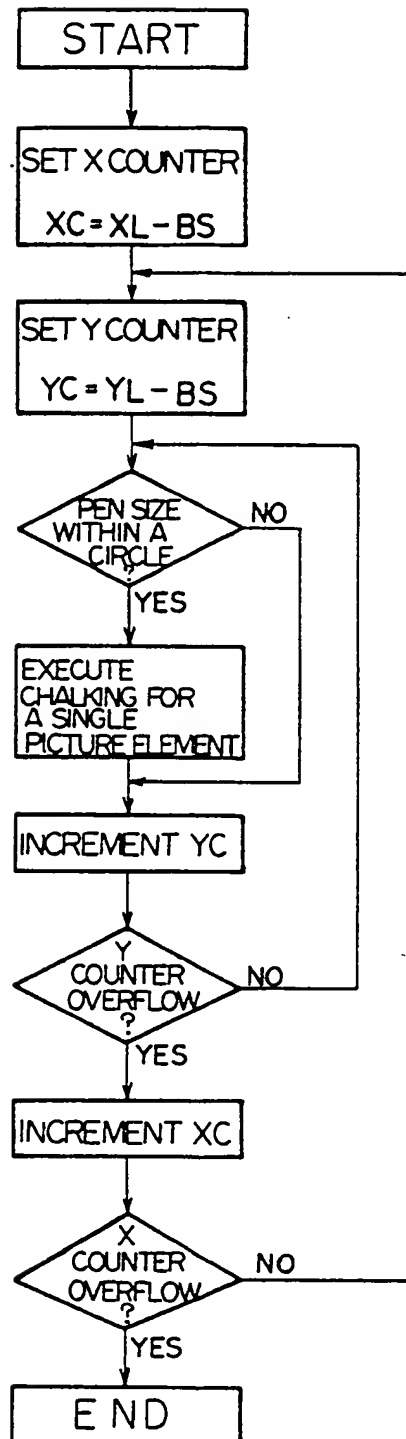 START
SET X COUNTER
XC=XL-BS
SET Y COUNTER
YC=YL-BS
PEN SIZE
WITHIN A
CIRCLE
?
NO
YES
EXECUTE
CHALKING FOR
A SINGLE
PICTURE ELEMENT
INCREMENT YC
Y
COUNTER
OVERFLOW
?
NO
YES
INCREMENT XC
X
COUNTER
OVERFLOW
?
NO
YES
END